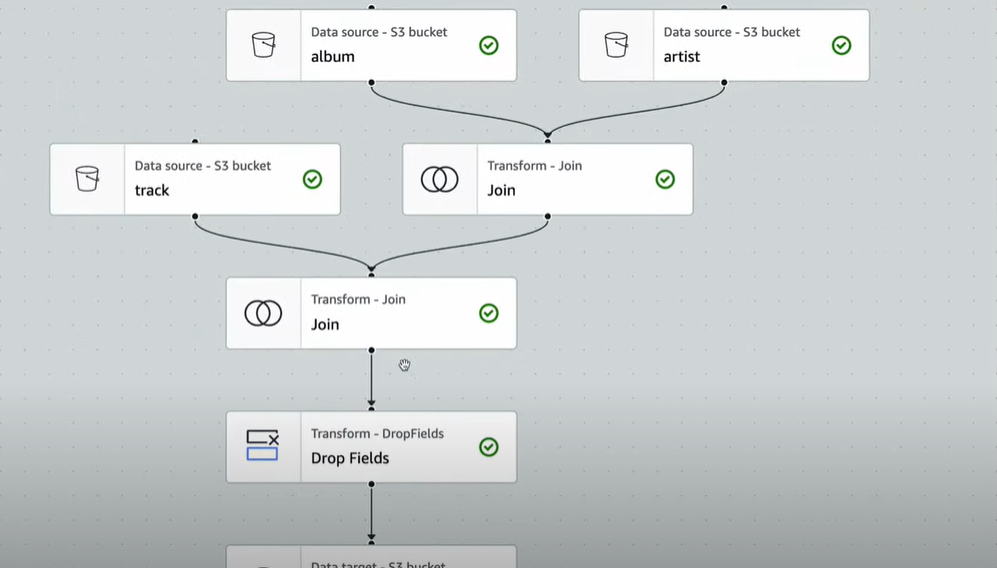 Data source - S3 bucket
album
Data source - S3 bucket
artist
Data source - S3 bucket
track
Transform - Join
Join
Transform - Join
Join
Transform - DropFields
Drop Fields
Data target - S3 bucket